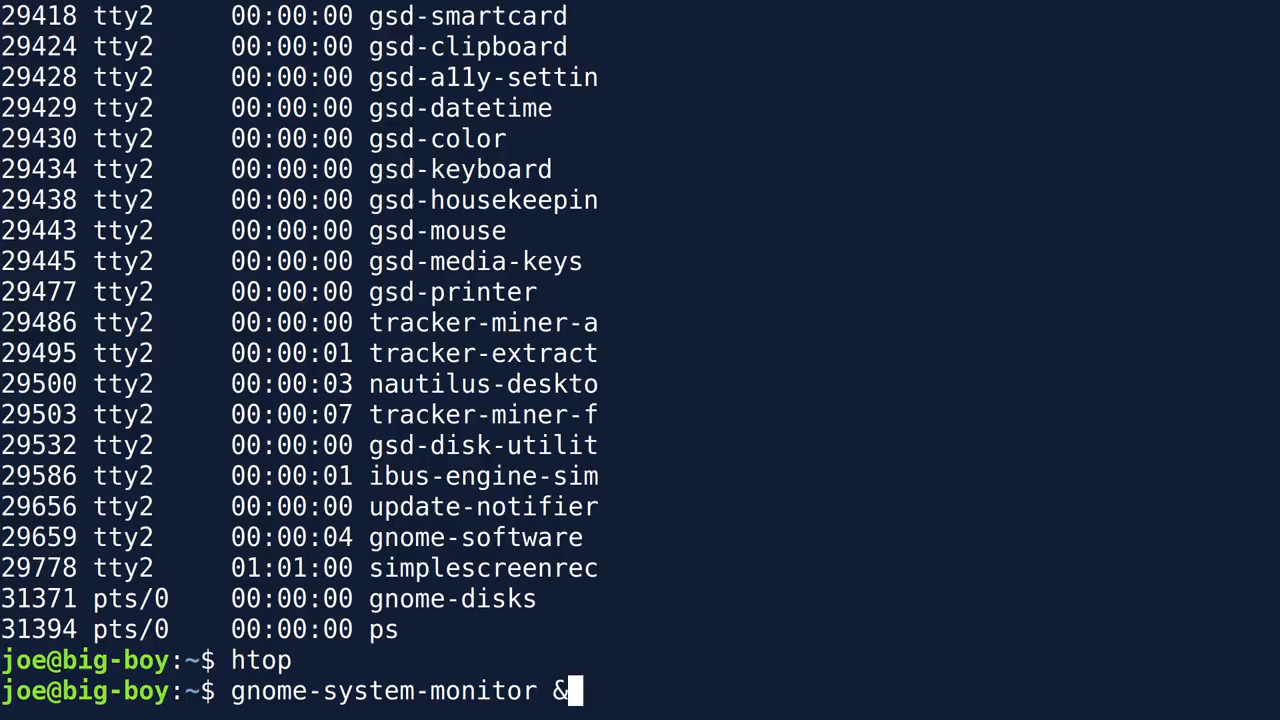 29418 tty2     00:00:00 gsd-smartcard
29424 tty2     00:00:00 gsd-clipboard
29428 tty2     00:00:00 gsd-a11y-settin
29429 tty2     00:00:00 gsd-datetime
29430 tty2     00:00:00 gsd-color
29434 tty2     00:00:00 gsd-keyboard
29438 tty2     00:00:00 gsd-housekeepin
29443 tty2     00:00:00 gsd-mouse
29445 tty2     00:00:00 gsd-media-keys
29477 tty2     00:00:00 gsd-printer
29486 tty2     00:00:00 tracker-miner-a
29495 tty2     00:00:01 tracker-extract
29500 tty2     00:00:03 nautilus-deskto
29503 tty2     00:00:07 tracker-miner-f
29532 tty2     00:00:00 gsd-disk-utilit
29586 tty2     00:00:01 ibus-engine-sim
29656 tty2     00:00:00 update-notifier
29659 tty2     00:00:04 gnome-software
29778 tty2     01:01:00 simplescreenrec
31371 pts/0    00:00:00 gnome-disks
31394 pts/0    00:00:00 ps
joe@big-boy:~$ htop
joe@big-boy:~$ gnome-system-monitor &